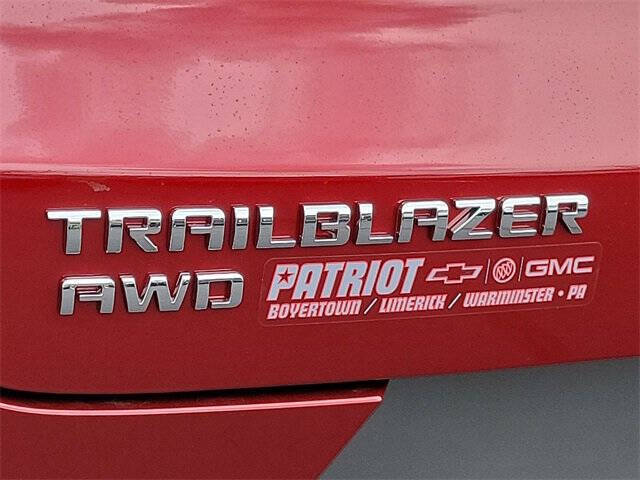 TRAILBLAZER
AWD
PATRIOT GMC
BOYERTOWN / LIMERICK / WARMINSTER • PA